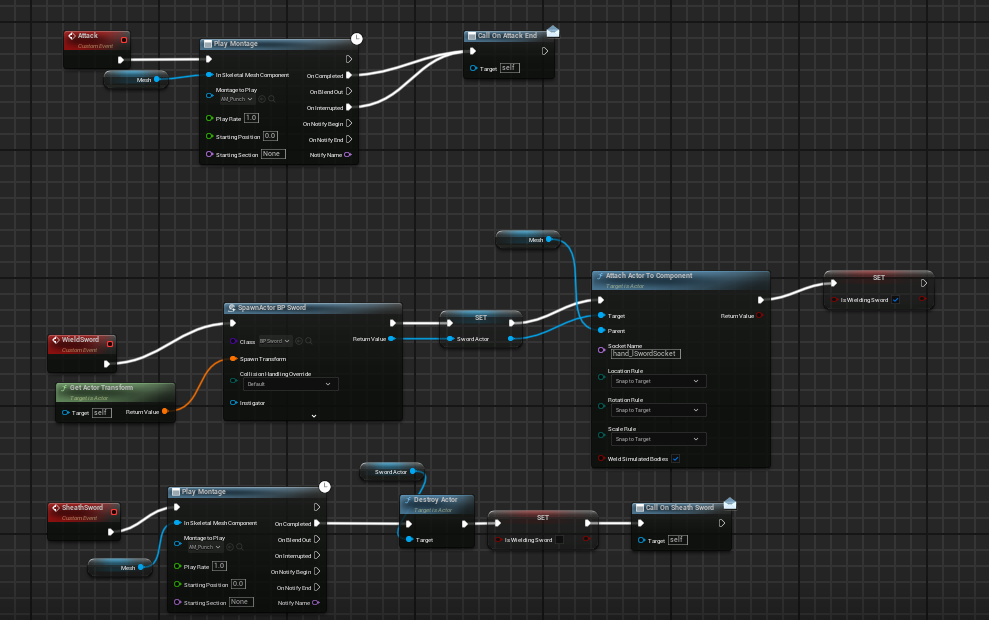 Attack
Custom Event
Mesh
Play Montage
In Skeletal Mesh Component
On Completed
Montage to Play
AM_Punch
On Blend Out
On Interrupted
Play Rate
1.0
On Notify Begin
Starting Position
0.0
On Notify End
Starting Section
None
Notify Name
Call On Attack End
Target
self
WieldSword
Custom Event
Get Actor Transform
Target is Actor
Target
self
Return Value
SpawnActor BP Sword
Return Value
Class
BP Sword
Spawn Transform
Collision Handling Override
Default
Instigator
SET
Sword Actor
Mesh
Attach Actor To Component
Target is Actor
Target
Return Value
Parent
Socket Name
hand_lSwordSocket
Location Rule
Snap to Target
Rotation Rule
Snap to Target
Scale Rule
Snap to Target
Weld Simulated Bodies
SET
Is Wielding Sword
SheathSword
Custom Event
Mesh
Play Montage
In Skeletal Mesh Component
On Completed
Montage to Play
AM_Punch
On Blend Out
On Interrupted
Play Rate
1.0
On Notify Begin
Starting Position
0.0
On Notify End
Starting Section
None
Notify Name
Sword Actor
Destroy Actor
Target is Actor
Target
SET
Is Wielding Sword
Call On Sheath Sword
Target
self